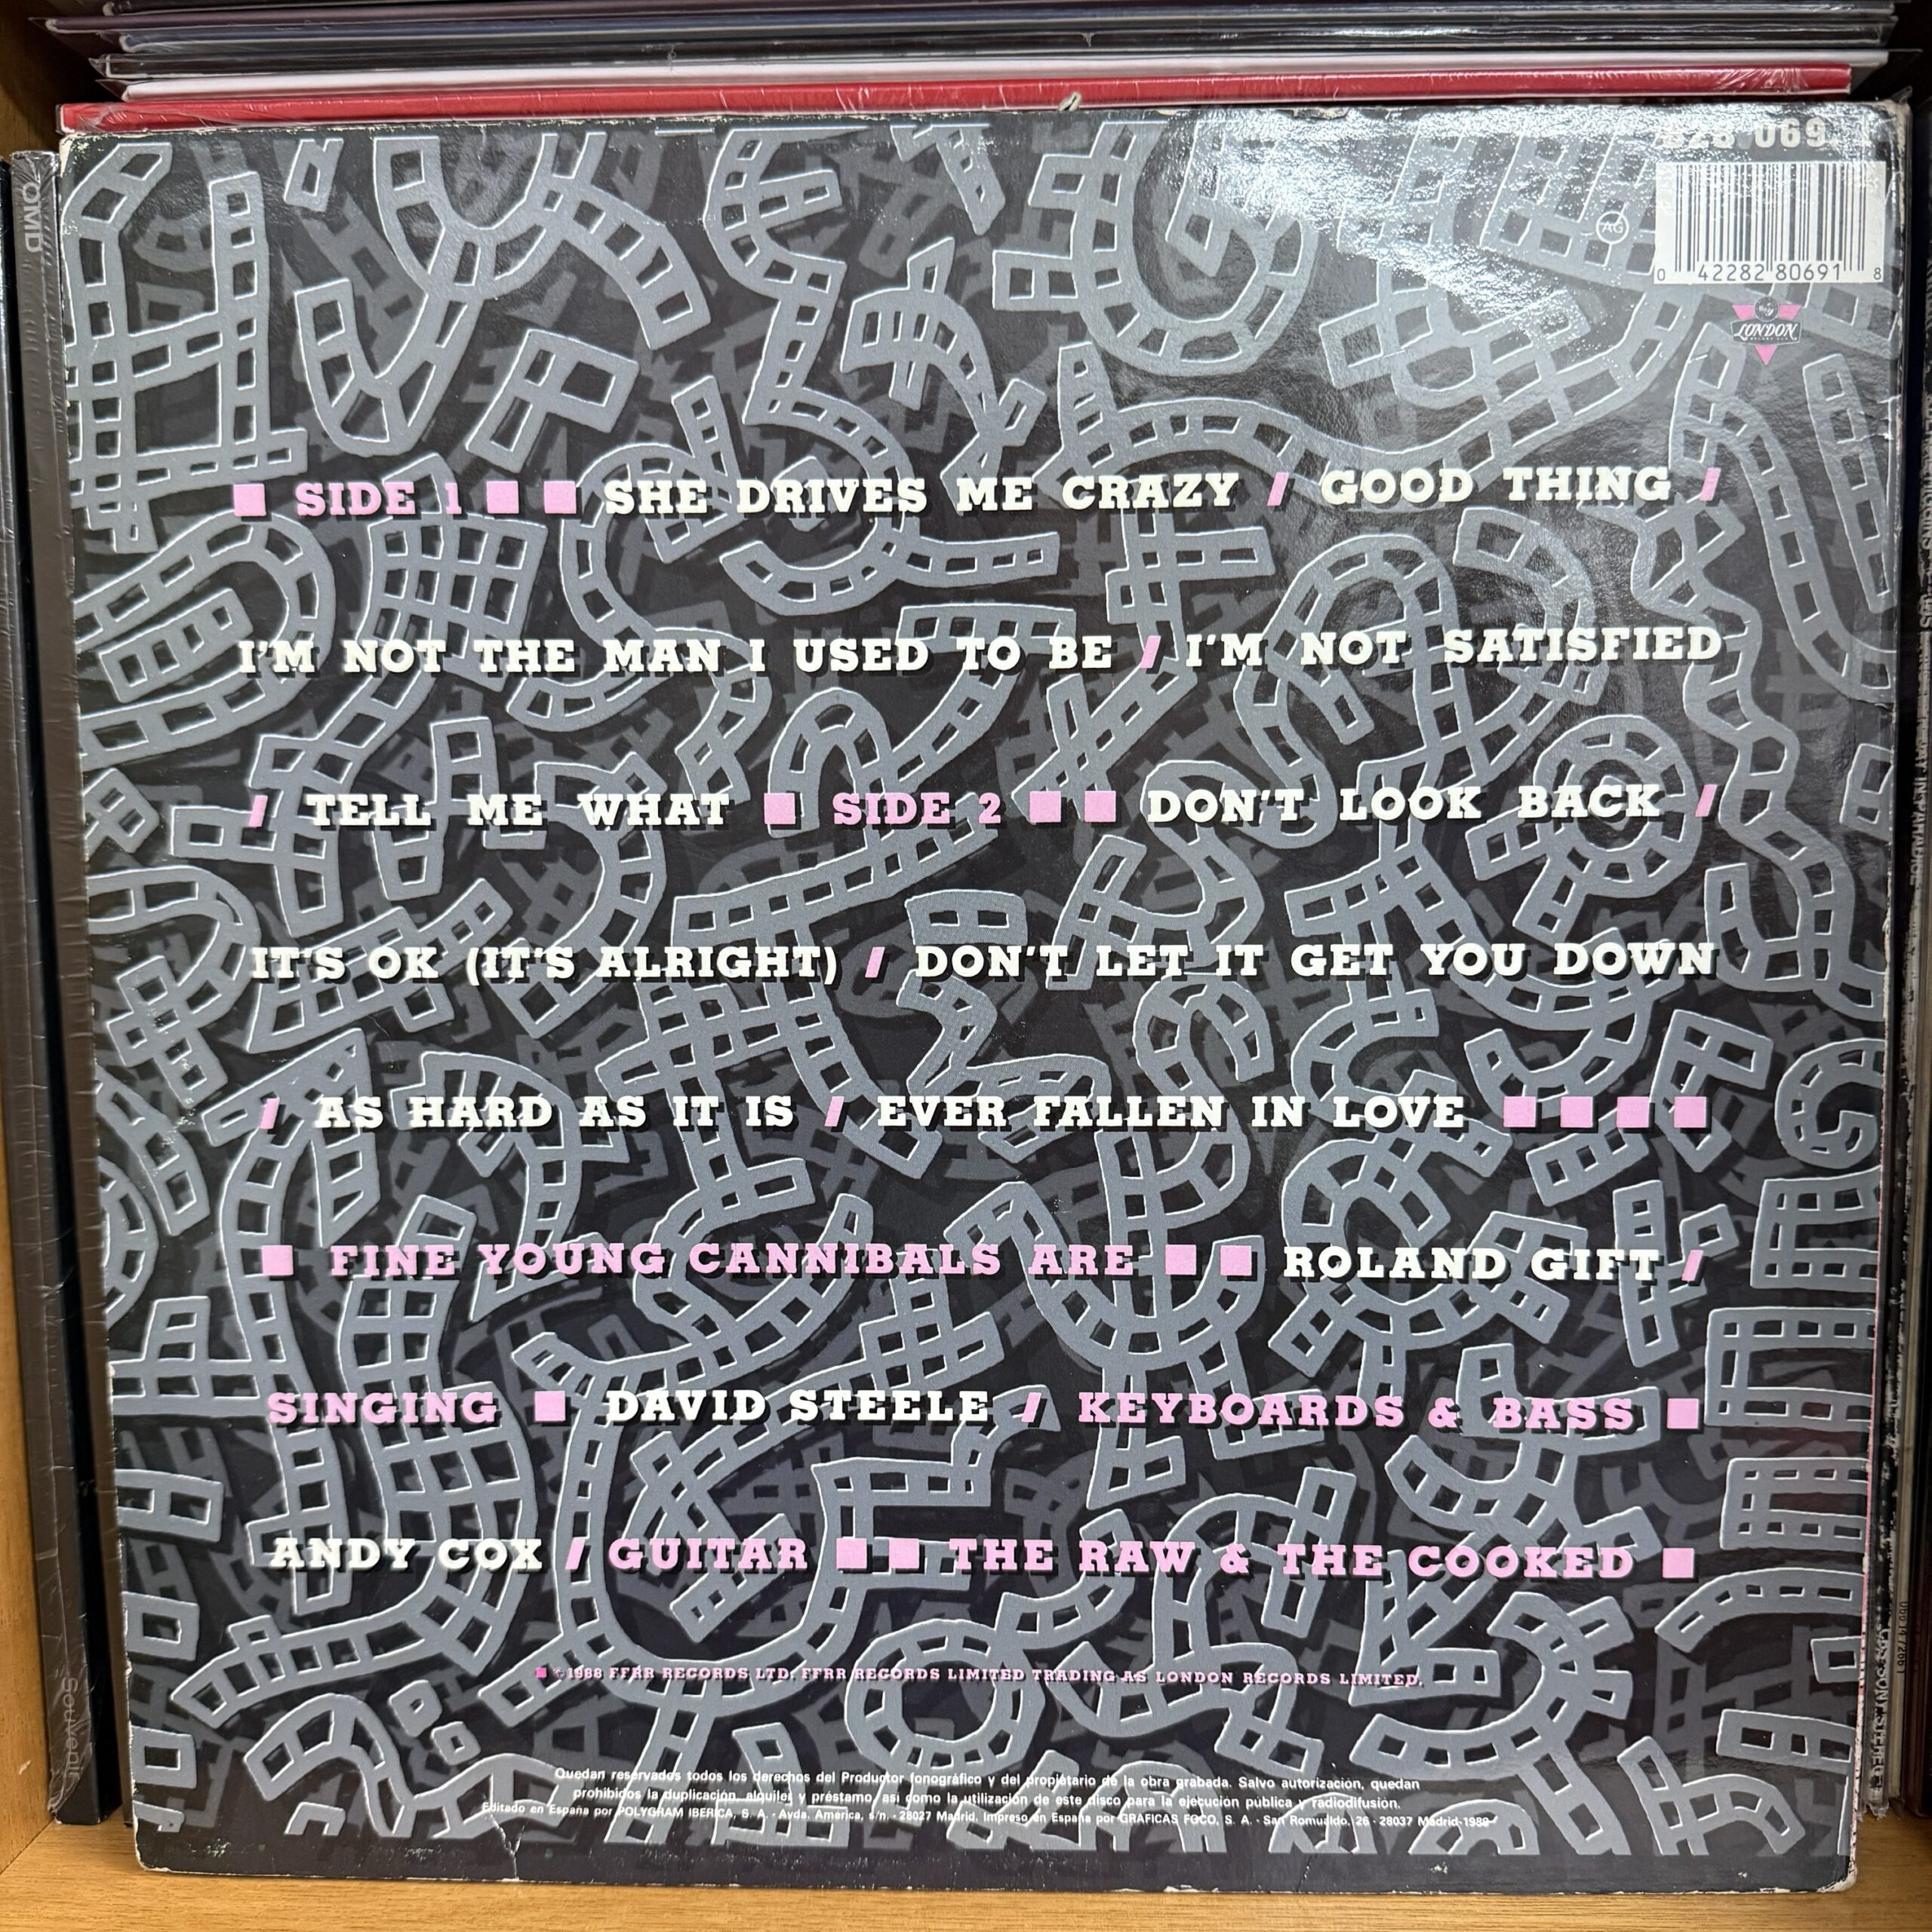 828 069
AG
0 42282 80691 8
LONDON
■ SIDE 1 ■ ■ SHE DRIVES ME CRAZY / GOOD THING /
I'M NOT THE MAN I USED TO BE / I'M NOT SATISFIED
/ TELL ME WHAT ■ SIDE 2 ■ ■ DON'T LOOK BACK /
IT'S OK (IT'S ALRIGHT) / DON'T LET IT GET YOU DOWN
/ AS HARD AS IT IS / EVER FALLEN IN LOVE ■ ■ ■ ■
■ FINE YOUNG CANNIBALS ARE ■ ■ ROLAND GIFT /
SINGING ■ DAVID STEELE / KEYBOARDS & BASS ■
ANDY COX / GUITAR ■ ■ THE RAW & THE COOKED ■
■ ©1988 FFRR RECORDS LTD. FFRR RECORDS LIMITED TRADING AS LONDON RECORDS LIMITED.
Quedan reservados todos los derechos del Productor fonográfico y del propietario de la obra grabada. Salvo autorización, quedan
prohibidos la duplicación, alquiler y préstamo, así como la utilización de este disco para la ejecución pública y radiodifusión.
Editado en España por POLYGRAM IBERICA, S. A. - Avda. América, s/n. - 28027 Madrid. Impreso en España por GRAFICAS FOCO, S. A. - San Romualdo, 26 - 28037 Madrid-1989
OMD
Souvenir